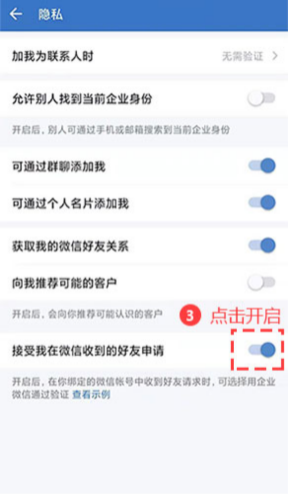 隐私
加我为联系人时 无需验证
允许别人找到当前企业身份
开启后，别人可通过手机或邮箱搜索到当前企业身份
可通过群聊添加我
可通过个人名片添加我
获取我的微信好友关系
向我推荐可能的客户
开启后，会向你推荐可能认识的客户
3 点击开启
接受我在微信收到的好友申请
开启后，在你绑定的微信帐号中收到好友请求时，可选择用企业
微信通过验证 查看示例